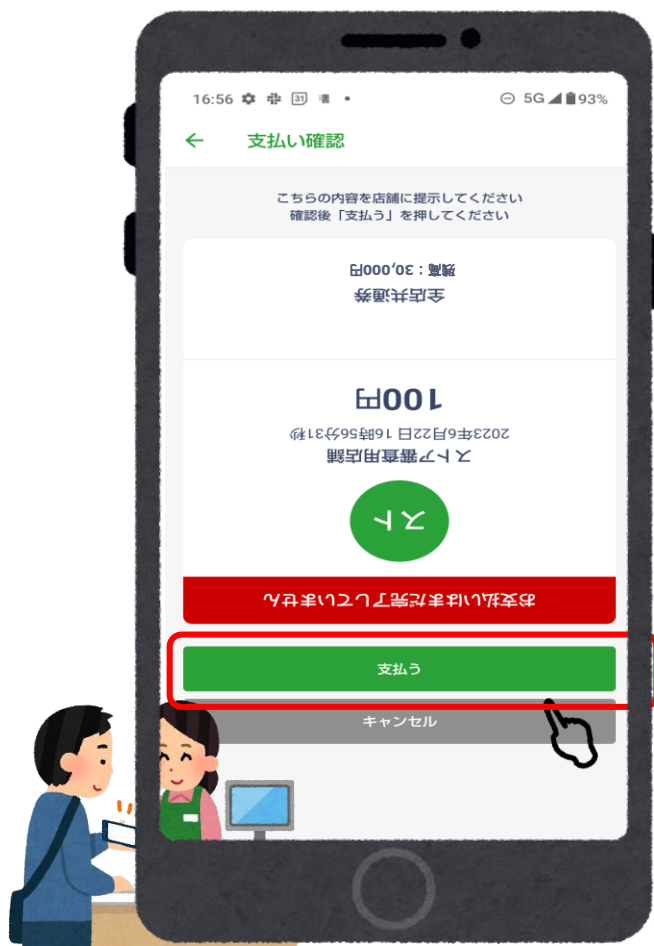 16:56 31 5G 93%
支払い確認
こちらの内容を店舗に提示してください
確認後「支払う」を押してください
残高:30,000円
全店共通券
100円
2023年6月22日 16時56分31秒
ストア審査用店舗
スト
お支払いはまだ完了していません
支払う
キャンセル